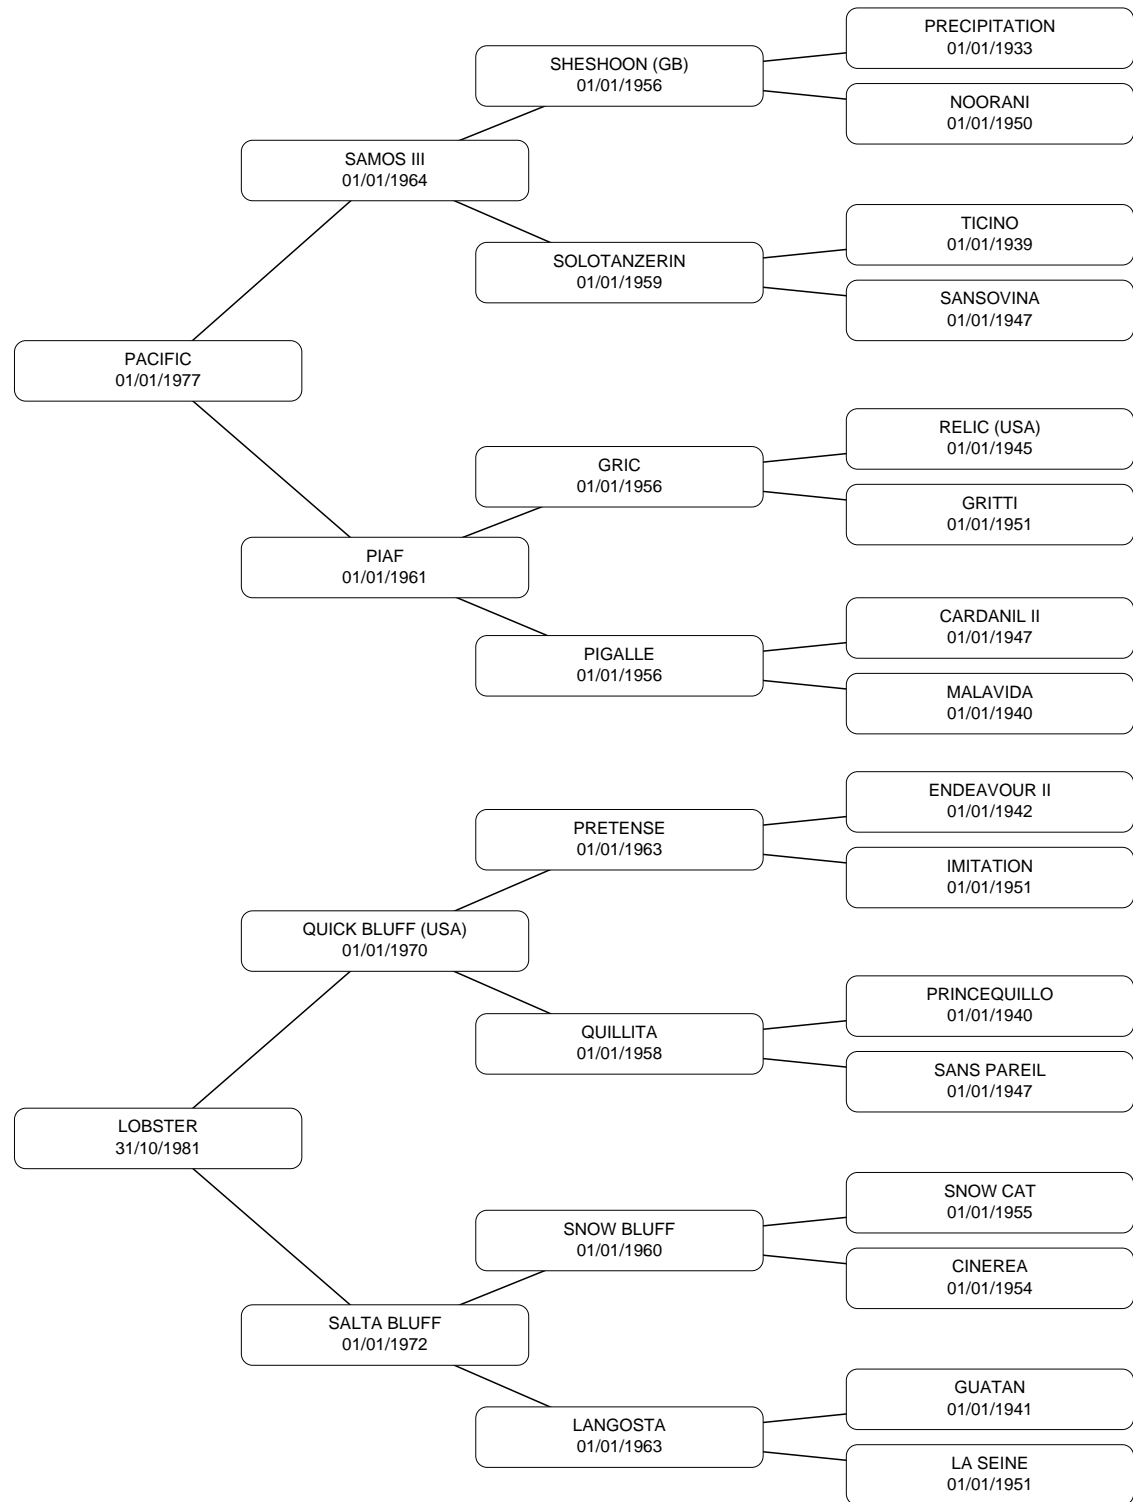 PRECIPITATION
01/01/1933
SHESHOON (GB)
01/01/1956
NOORANI
01/01/1950
SAMOS III
01/01/1964
TICINO
01/01/1939
SOLOTANZERIN
01/01/1959
SANSOVINA
01/01/1947
PACIFIC
01/01/1977
RELIC (USA)
01/01/1945
GRIC
01/01/1956
GRITTI
01/01/1951
PIAF
01/01/1961
CARDANIL II
01/01/1947
PIGALLE
01/01/1956
MALAVIDA
01/01/1940
ENDEAVOUR II
01/01/1942
PRETENSE
01/01/1963
IMITATION
01/01/1951
QUICK BLUFF (USA)
01/01/1970
PRINCEQUILLO
01/01/1940
QUILLITA
01/01/1958
SANS PAREIL
01/01/1947
LOBSTER
31/10/1981
SNOW CAT
01/01/1955
SNOW BLUFF
01/01/1960
CINEREA
01/01/1954
SALTA BLUFF
01/01/1972
GUATAN
01/01/1941
LANGOSTA
01/01/1963
LA SEINE
01/01/1951